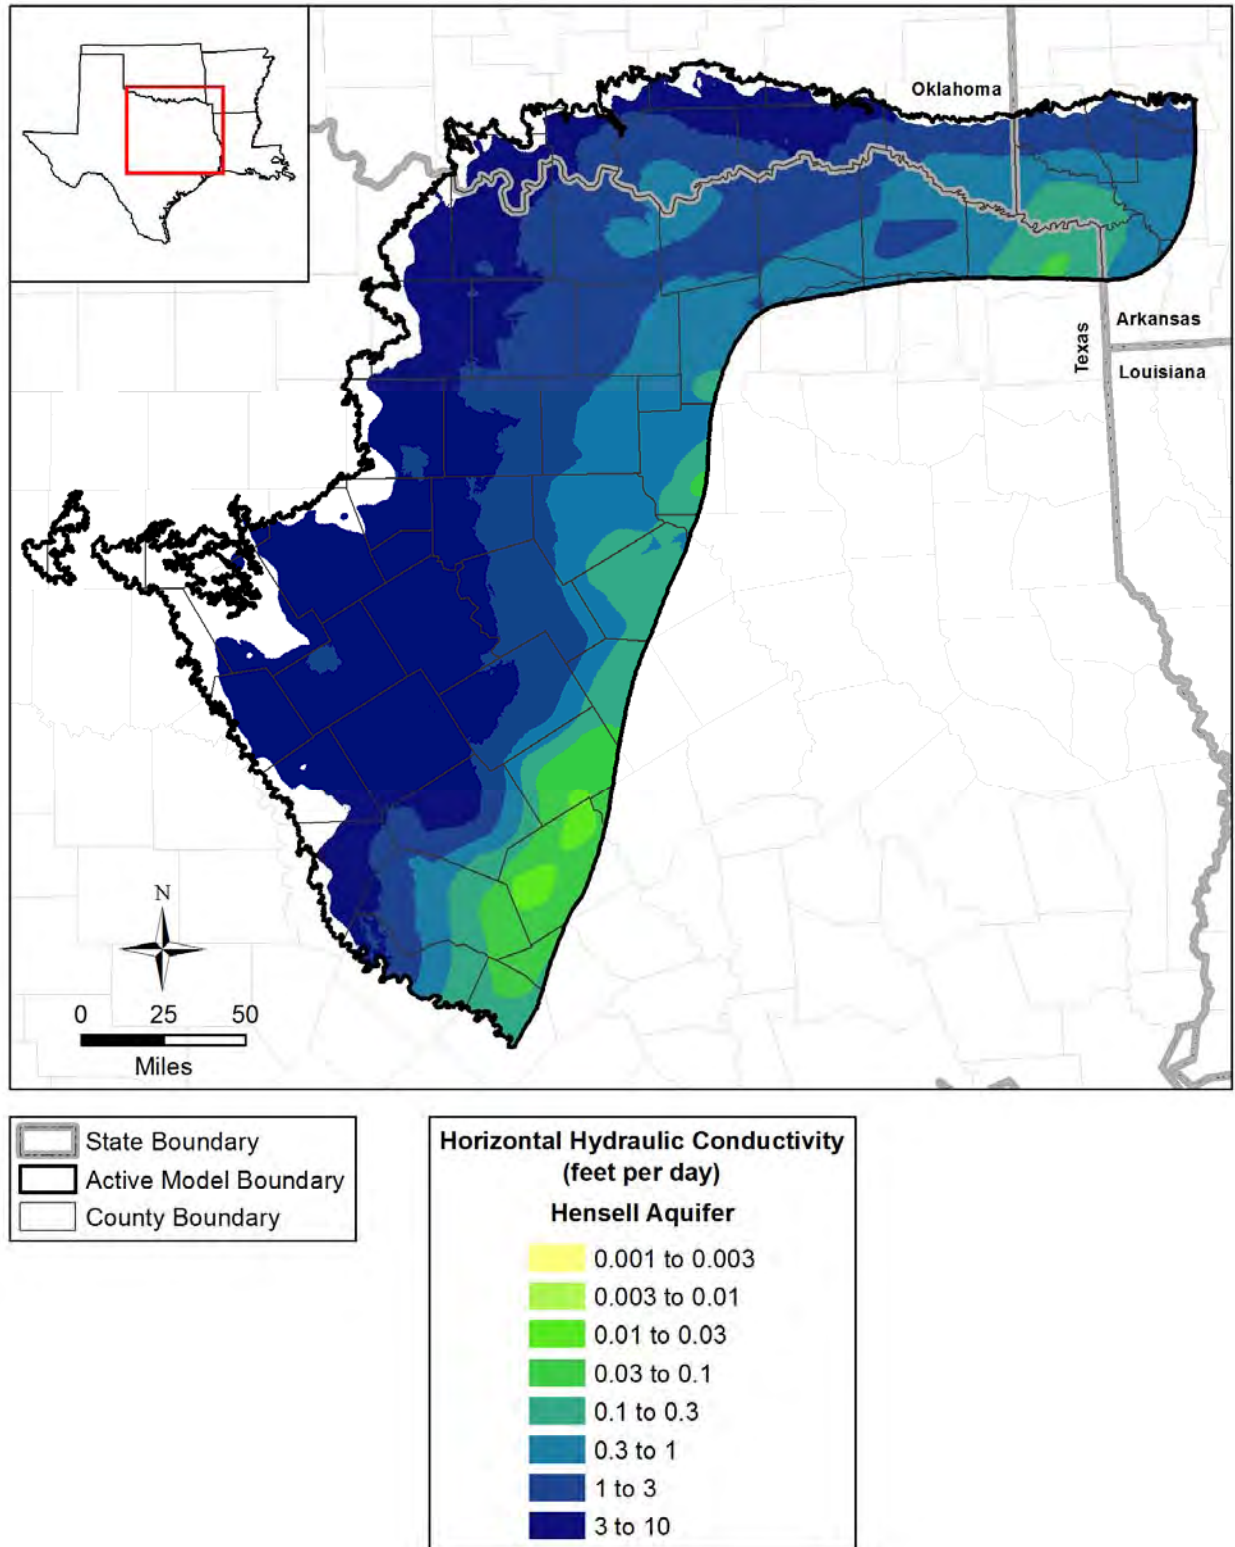 Oklahoma
Arkansas
Texas
Louisiana
N
0 25 50
Miles
State Boundary
Active Model Boundary
County Boundary
Horizontal Hydraulic Conductivity
(feet per day)
Hensell Aquifer
0.001 to 0.003
0.003 to 0.01
0.01 to 0.03
0.03 to 0.1
0.1 to 0.3
0.3 to 1
1 to 3
3 to 10